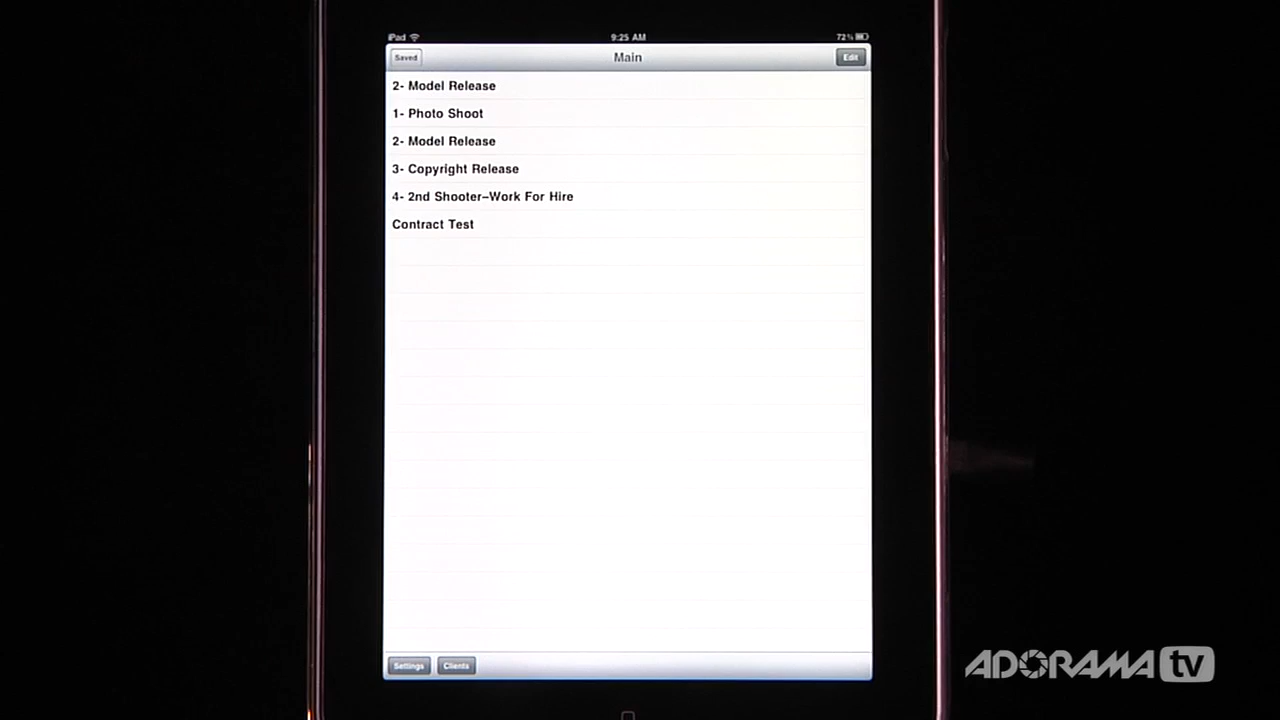 iPad 9:25 AM 72%
Saved Main Edit
2- Model Release
1- Photo Shoot
2- Model Release
3- Copyright Release
4- 2nd Shooter–Work For Hire
Contract Test
Settings Clients
ADORAMA tv